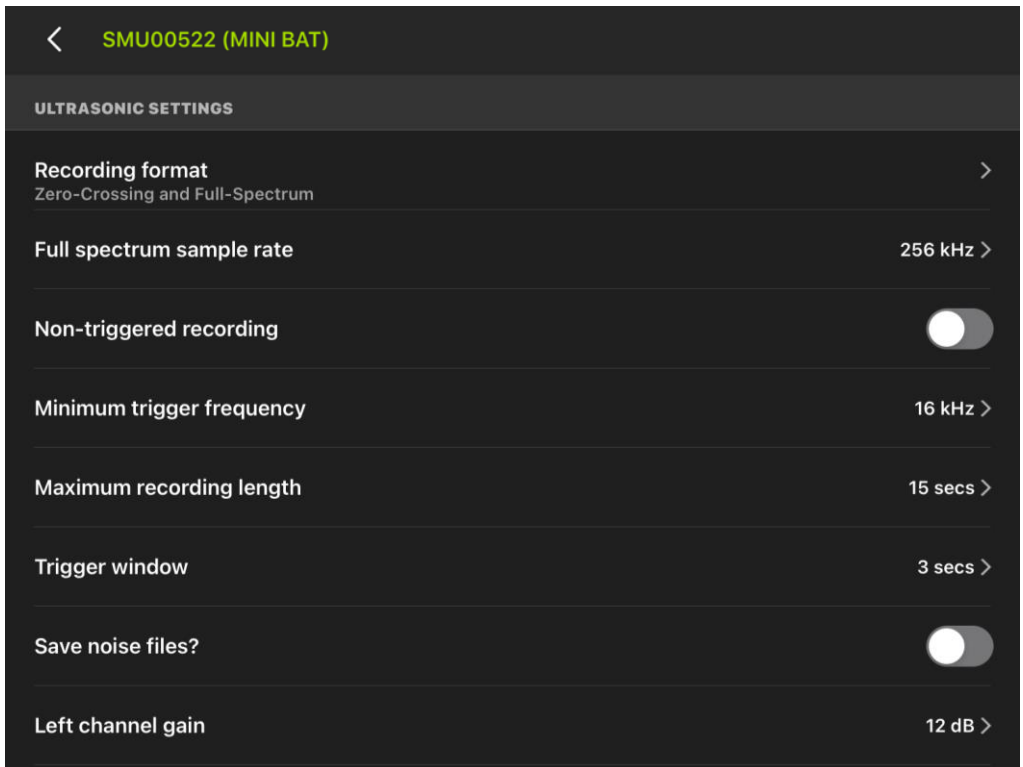 SMU00522 (MINI BAT)
ULTRASONIC SETTINGS
Recording format
Zero-Crossing and Full-Spectrum
Full spectrum sample rate 256 kHz
Non-triggered recording
Minimum trigger frequency 16 kHz
Maximum recording length 15 secs
Trigger window 3 secs
Save noise files?
Left channel gain 12 dB